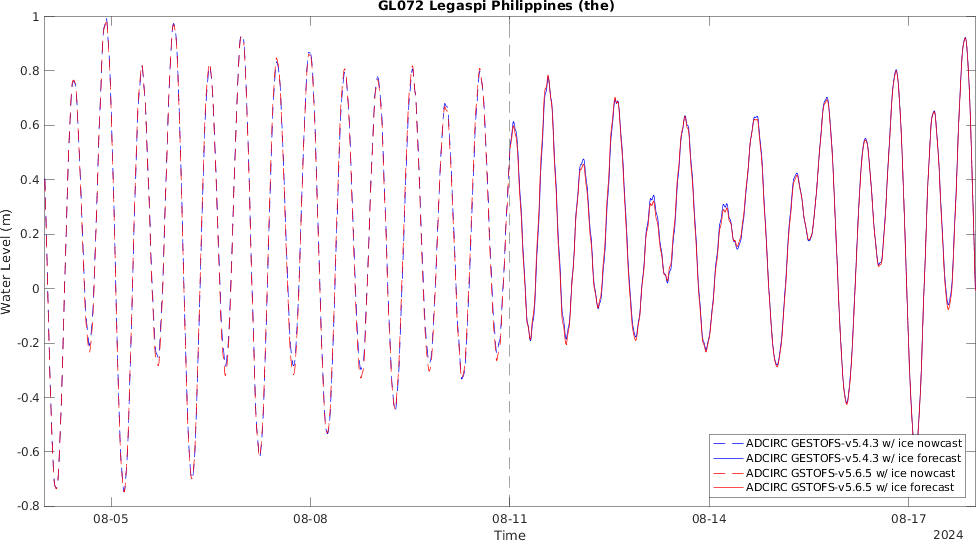 GL072 Legaspi Philippines (the)
Water Level (m)
1
0.8
0.6
0.4
0.2
0
-0.2
-0.4
-0.6
-0.8
08-05
08-08
08-11
08-14
08-17
Time
2024
ADCIRC GESTOFS-v5.4.3 w/ ice nowcast
ADCIRC GESTOFS-v5.4.3 w/ ice forecast
ADCIRC GSTOFS-v5.6.5 w/ ice nowcast
ADCIRC GSTOFS-v5.6.5 w/ ice forecast